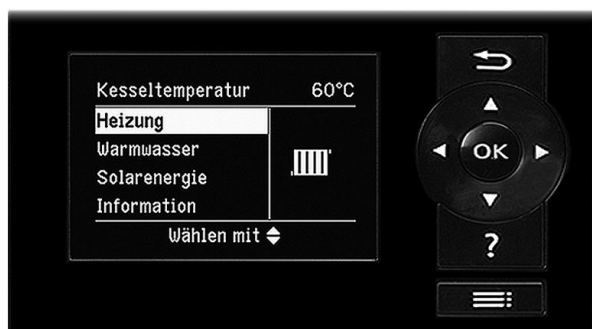 Kesseltemperatur 60°C
Heizung
Warmwasser
Solarenergie
Information
Wählen mit
OK
?